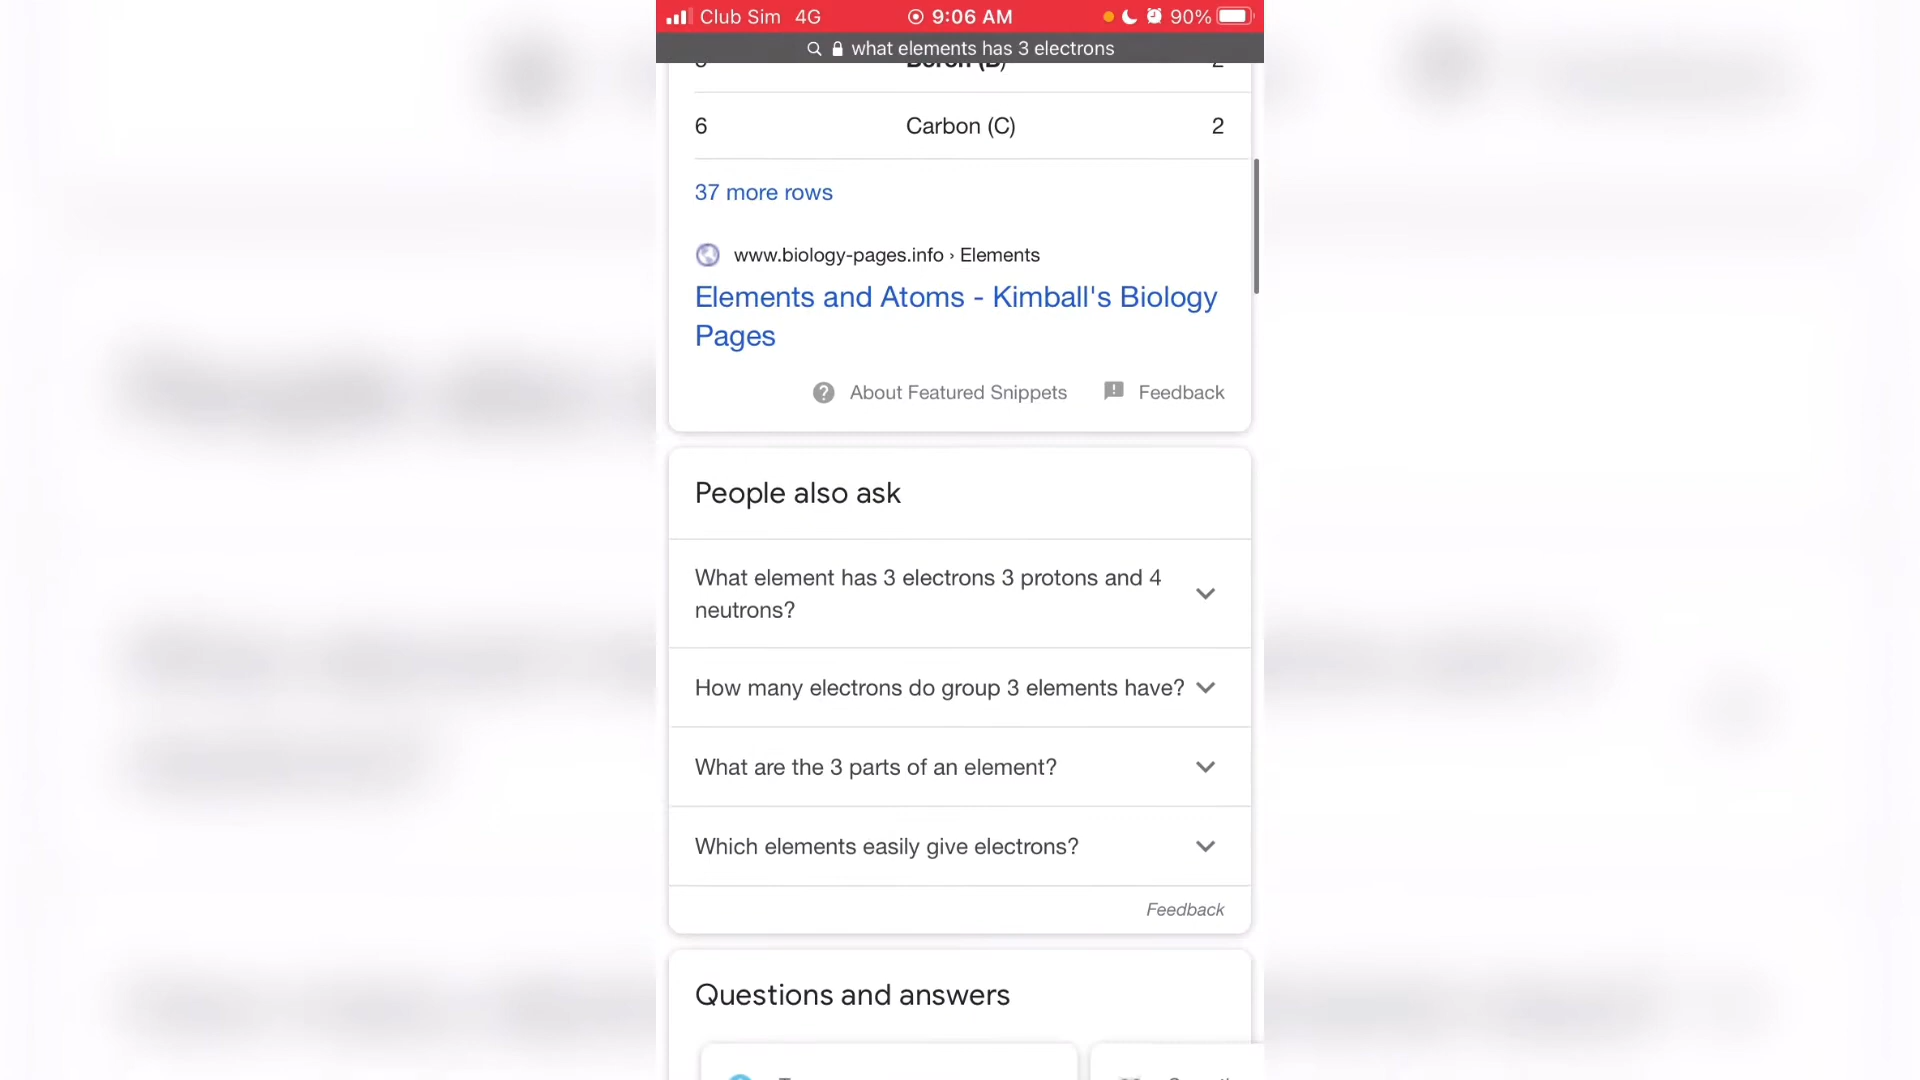 Club Sim 4G 9:06 AM 90%
what elements has 3 electrons
Boron (B) 2
6 Carbon (C) 2
37 more rows
www.biology-pages.info › Elements
Elements and Atoms - Kimball's Biology
Pages
About Featured Snippets Feedback
People also ask
What element has 3 electrons 3 protons and 4
neutrons?
How many electrons do group 3 elements have?
What are the 3 parts of an element?
Which elements easily give electrons?
Feedback
Questions and answers